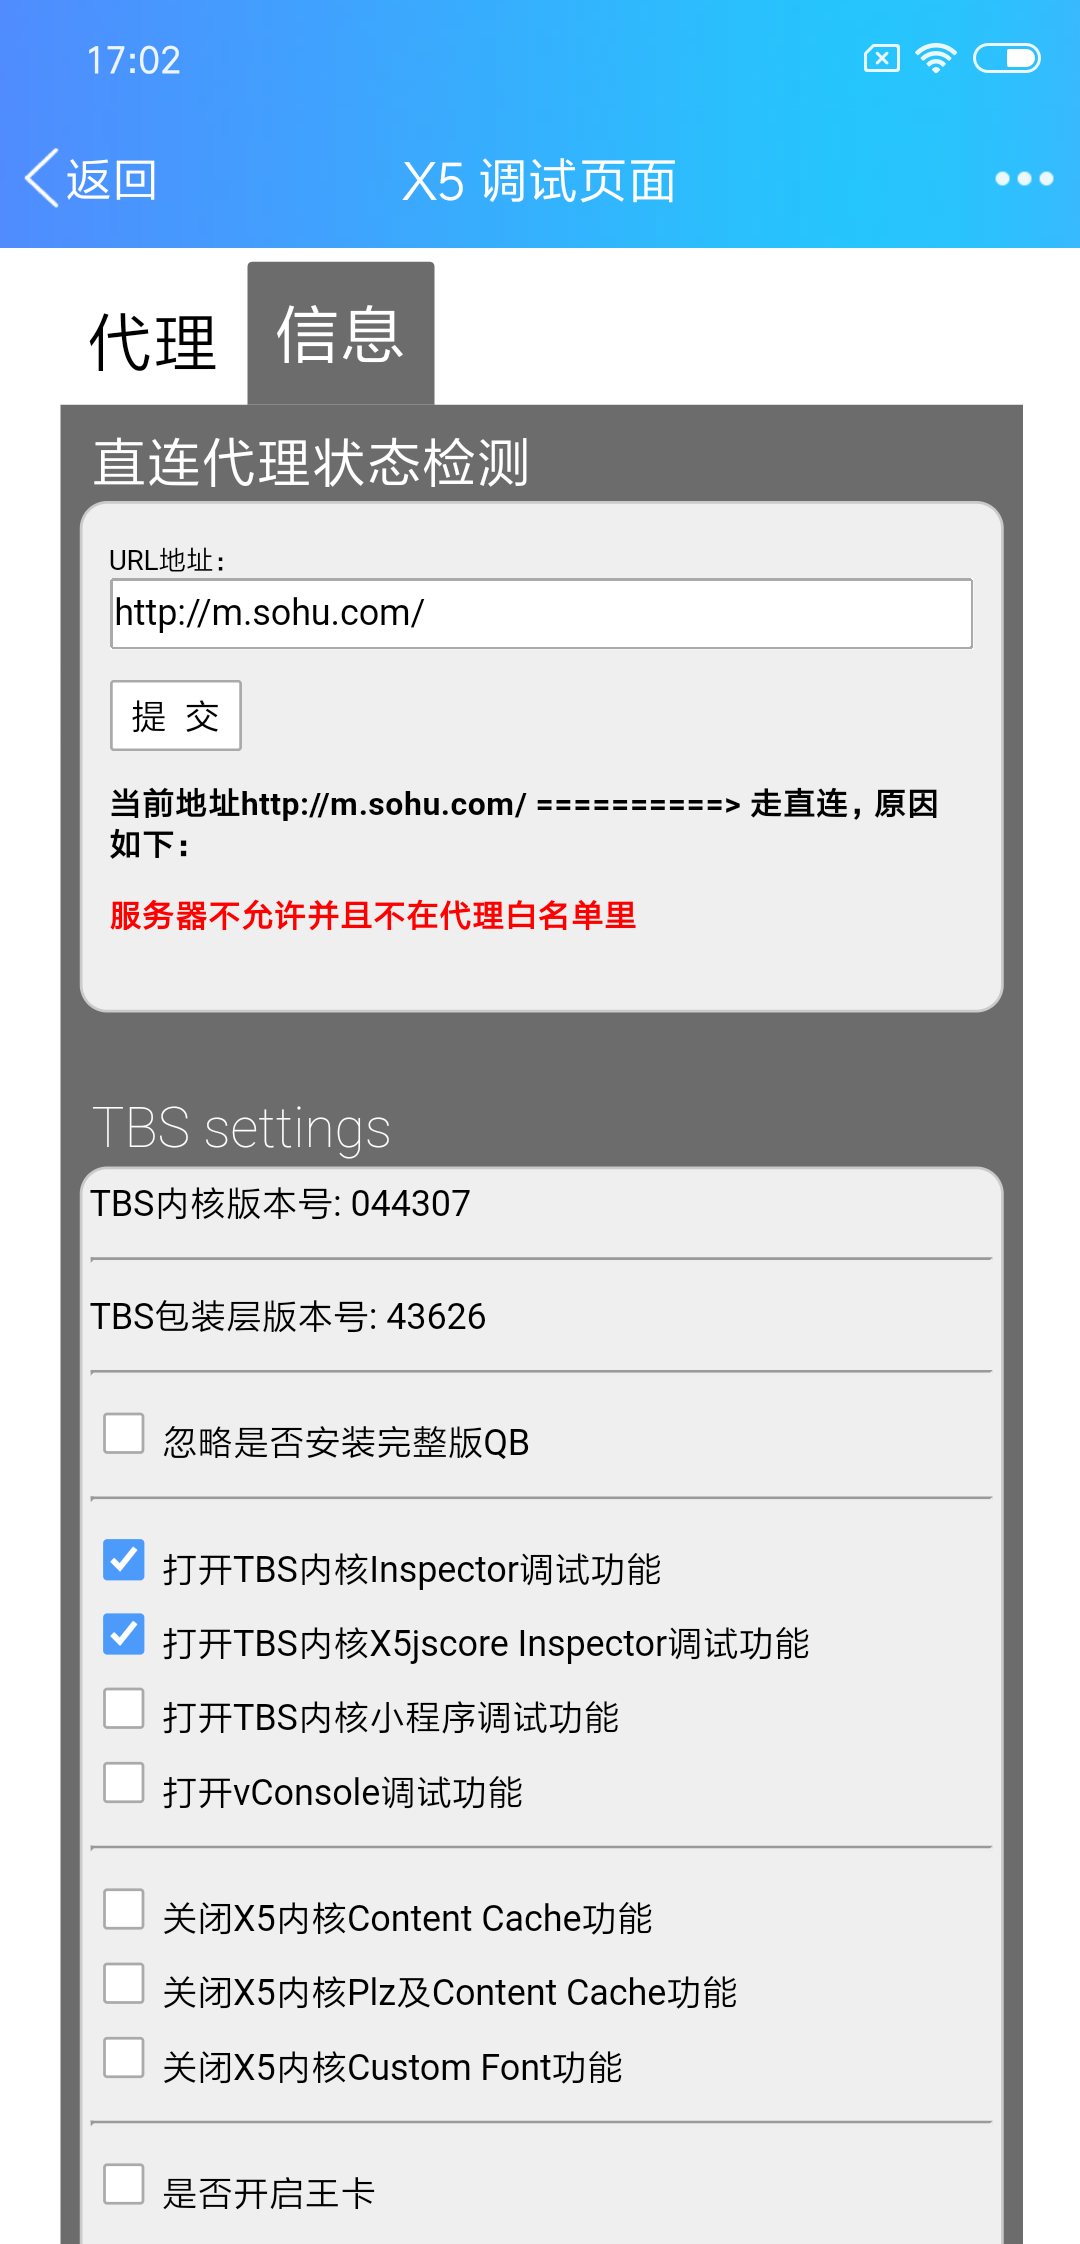 17:02
返回
X5 调试页面
代理
信息
直连代理状态检测
URL地址：
http://m.sohu.com/
提 交
当前地址http://m.sohu.com/ ==========> 走直连，原因
如下：
服务器不允许并且不在代理白名单里
TBS settings
TBS内核版本号: 044307
TBS包装层版本号: 43626
忽略是否安装完整版QB
打开TBS内核Inspector调试功能
打开TBS内核X5jscore Inspector调试功能
打开TBS内核小程序调试功能
打开vConsole调试功能
关闭X5内核Content Cache功能
关闭X5内核Plz及Content Cache功能
关闭X5内核Custom Font功能
是否开启王卡